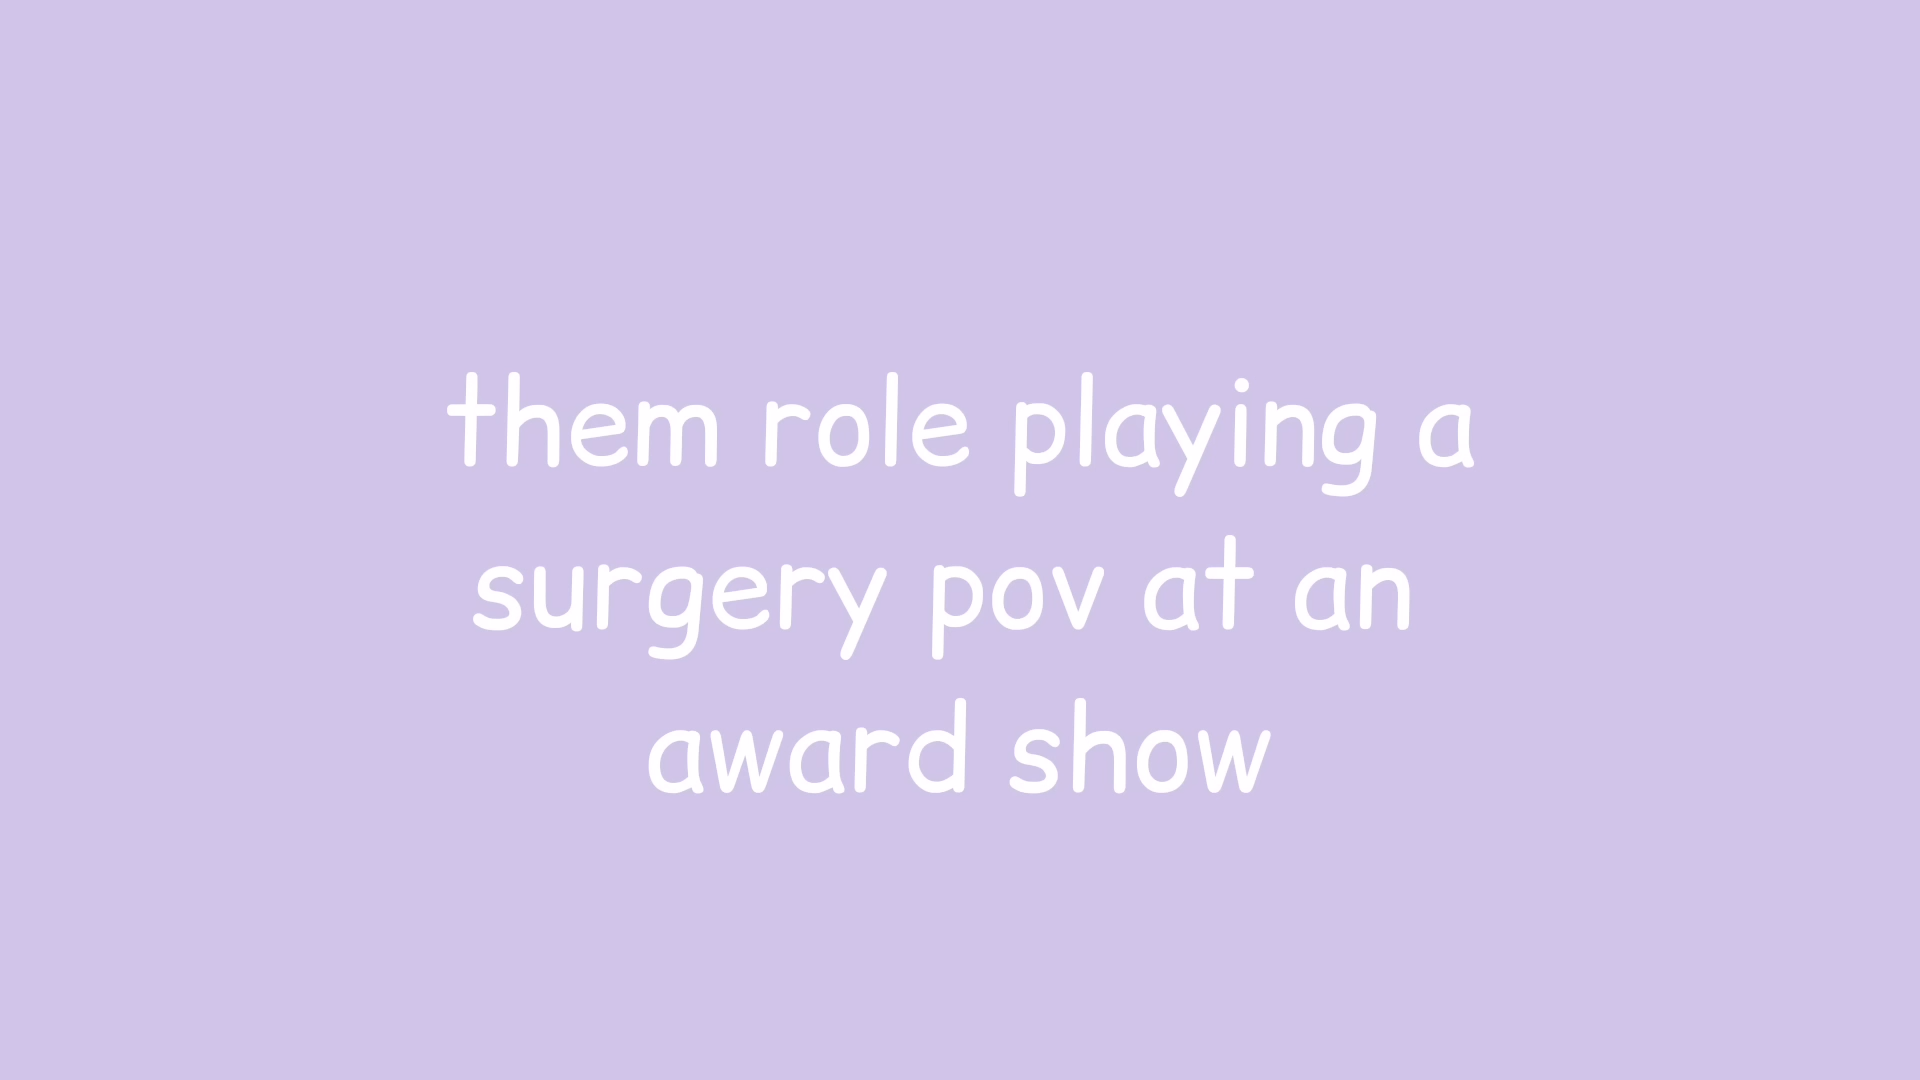 them role playing a
surgery pov at an
award show